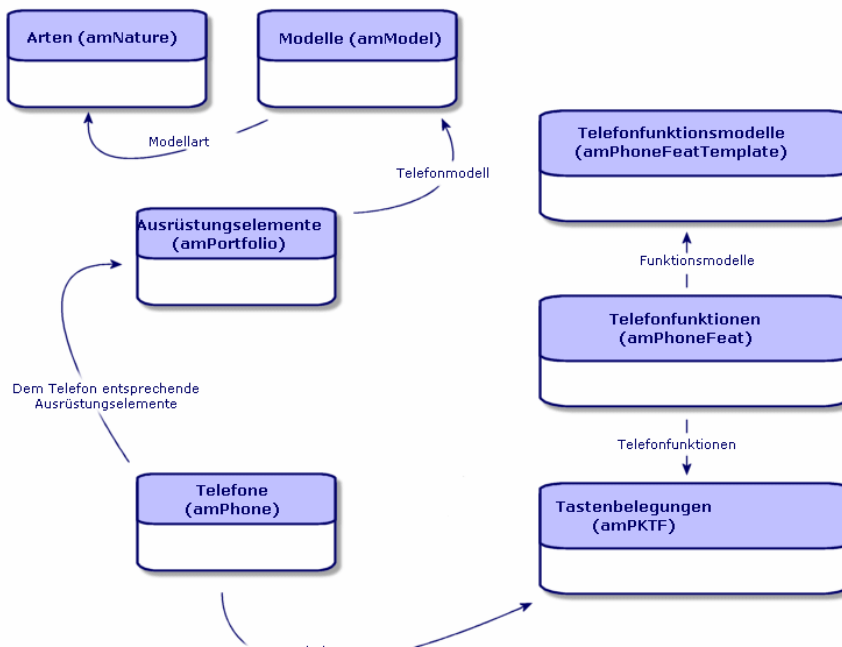 Arten (amNature)
Modelle (amModel)
Modellart
Telefonmodell
Telefonfunktionsmodelle
(amPhoneFeatTemplate)
Ausrüstungselemente
(amPortfolio)
Funktionsmodelle
Telefonfunktionen
(amPhoneFeat)
Dem Telefon entsprechende
Ausrüstungselemente
Telefonfunktionen
Telefone
(amPhone)
Tastenbelegungen
(amPKTF)